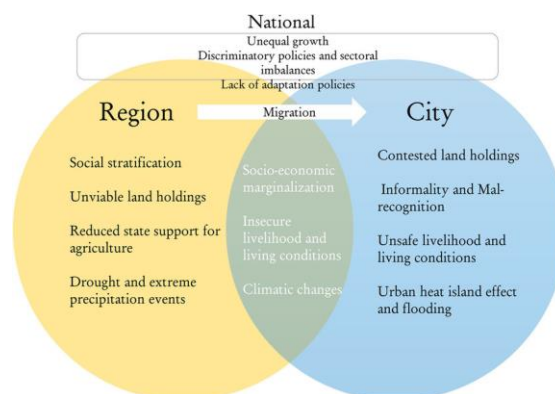 National
Unequal growth
Discriminatory policies and sectoral
imbalances
Lack of adaptation policies
Region
Migration
City
Social stratification
Unviable land holdings
Reduced state support for
agriculture
Drought and extreme
precipitation events
Socio-economic
marginalization
Insecure
livelihood and
living conditions
Climatic changes
Contested land holdings
Informality and Mal-
recognition
Unsafe livelihood and
living conditions
Urban heat island effect
and flooding